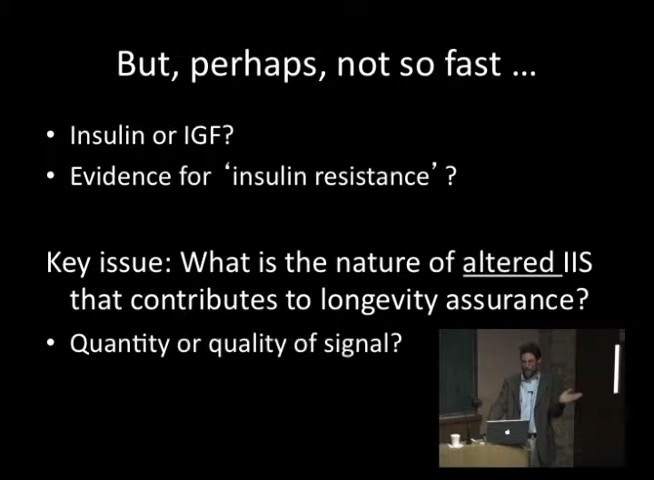 But, perhaps, not so fast …
• Insulin or IGF?
• Evidence for ‘insulin resistance’ ?
Key issue: What is the nature of altered IIS
that contributes to longevity assurance?
• Quantity or quality of signal?